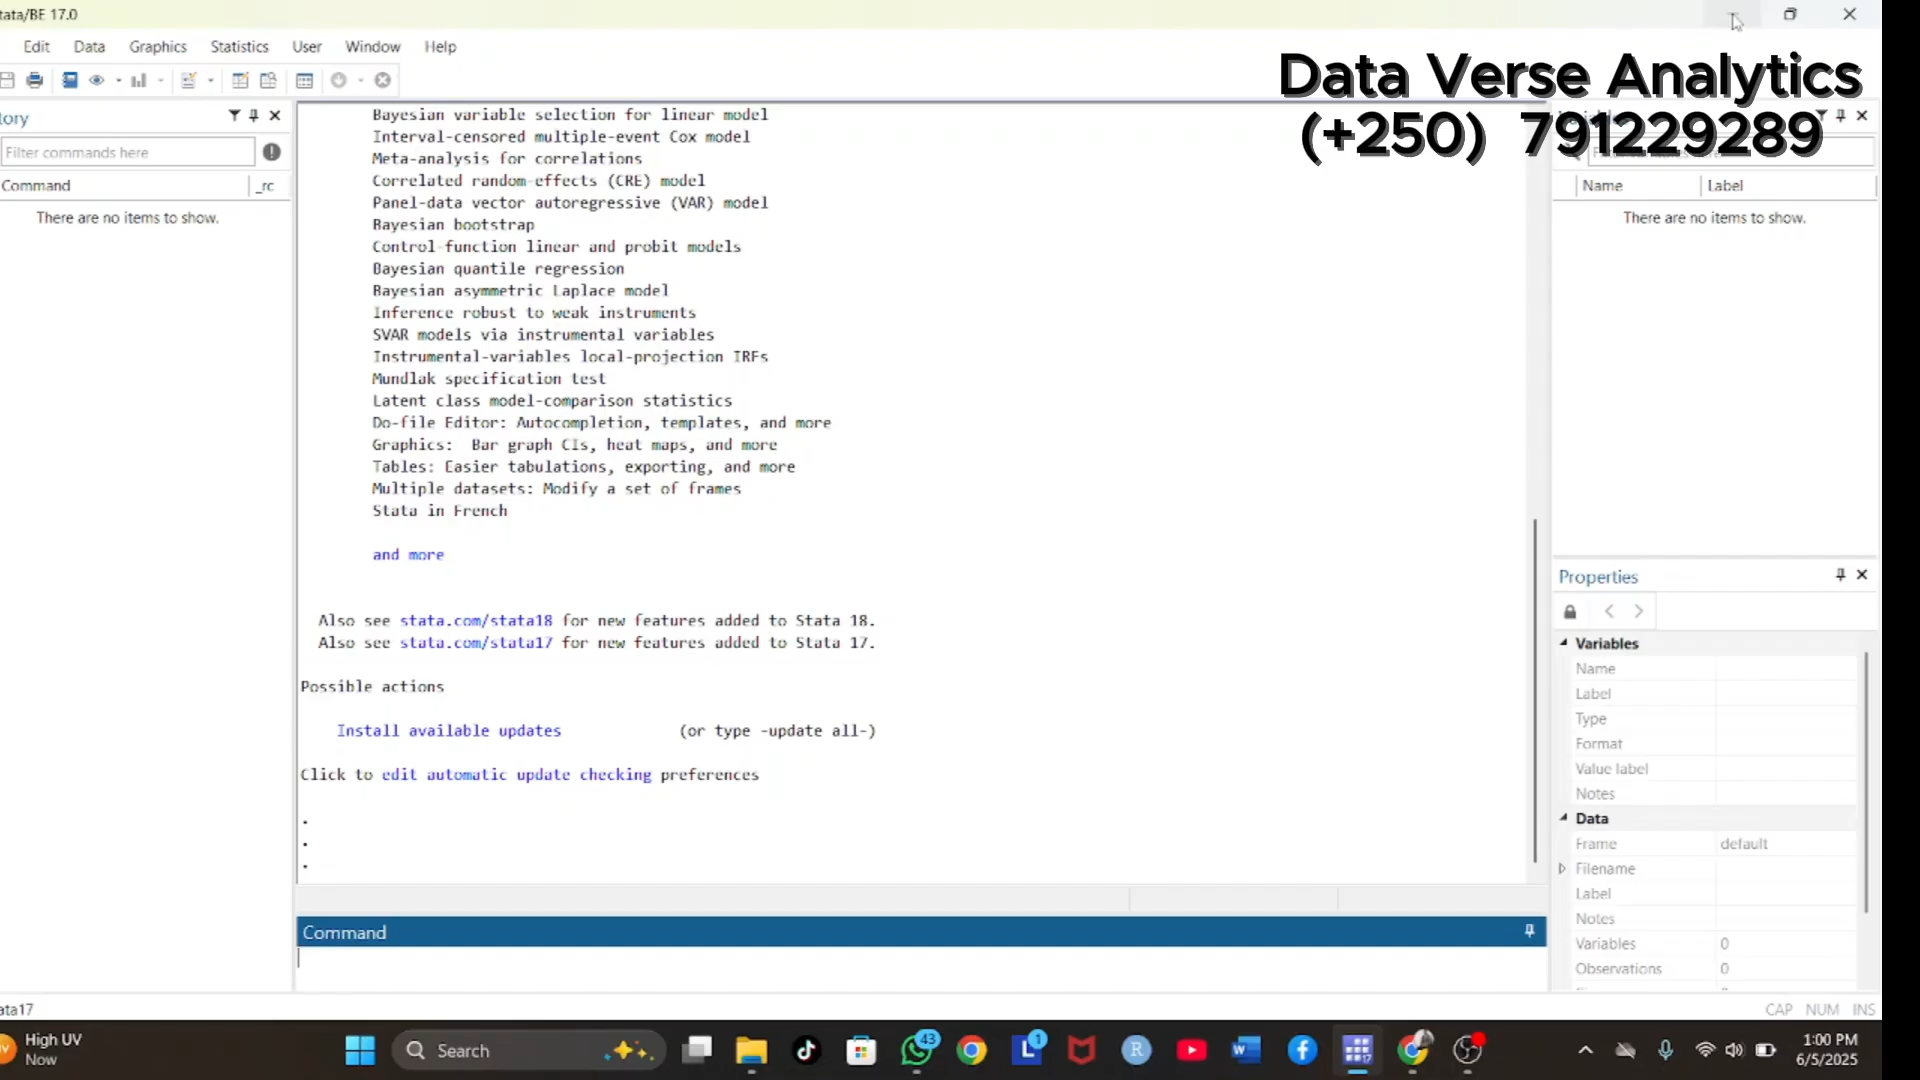 tata/BE 17.0
Edit Data Graphics Statistics User Window Help
Data Verse Analytics
(+250) 791229289
tory
Filter commands here
Command _rc
There are no items to show.
Bayesian variable selection for linear model
Interval-censored multiple-event Cox model
Meta-analysis for correlations
Correlated random-effects (CRE) model
Panel-data vector autoregressive (VAR) model
Bayesian bootstrap
Control-function linear and probit models
Bayesian quantile regression
Bayesian asymmetric Laplace model
Inference robust to weak instruments
SVAR models via instrumental variables
Instrumental-variables local-projection IRFs
Mundlak specification test
Latent class model-comparison statistics
Do-file Editor: Autocompletion, templates, and more
Graphics:  Bar graph CIs, heat maps, and more
Tables: Easier tabulations, exporting, and more
Multiple datasets: Modify a set of frames
Stata in French
and more
Also see stata.com/stata18 for new features added to Stata 18.
Also see stata.com/stata17 for new features added to Stata 17.
Possible actions
Install available updates (or type -update all-)
Click to edit automatic update checking preferences
.
.
.
Command
Name Label
There are no items to show.
Properties
Variables
Name
Label
Type
Format
Value label
Notes
Data
Frame default
Filename
Label
Notes
Variables 0
Observations 0
ata17
CAP NUM INS
High UV
Now
Search
43
1
17
1:00 PM
6/5/2025